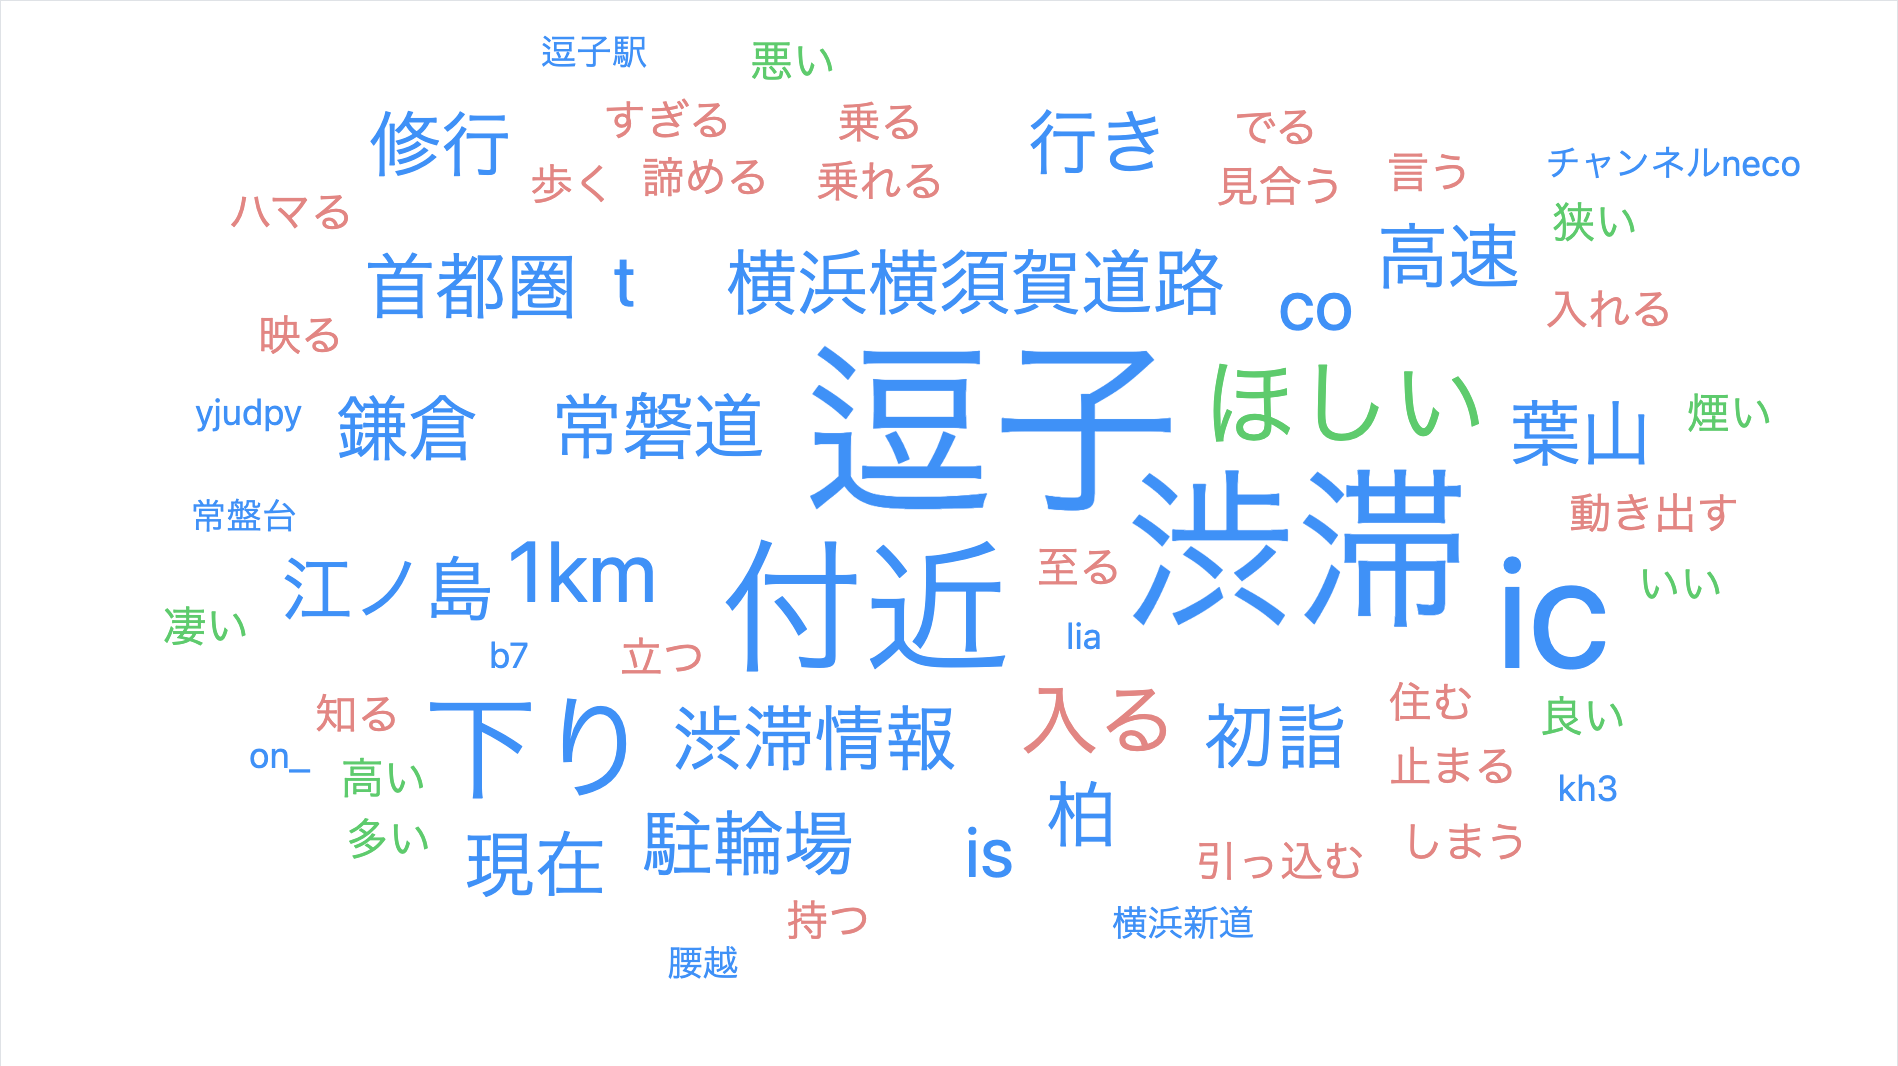 逗子駅
悪い
修行
すぎる
乗る
行き
でる
歩く
諦める
乗れる
見合う
言う
チャンネルneco
ハマる
狭い
首都圏
t
横浜横須賀道路
co
高速
映る
入れる
yjudpy
鎌倉
常磐道
逗子
ほしい
葉山
煙い
常盤台
渋滞
動き出す
江ノ島
1km
付近
至る
ic
いい
凄い
b7
立つ
lia
知る
下り
渋滞情報
入る
初詣
住む
良い
on_
高い
止まる
多い
現在
駐輪場
is
柏
kh3
引っ込む
しまう
持つ
横浜新道
腰越